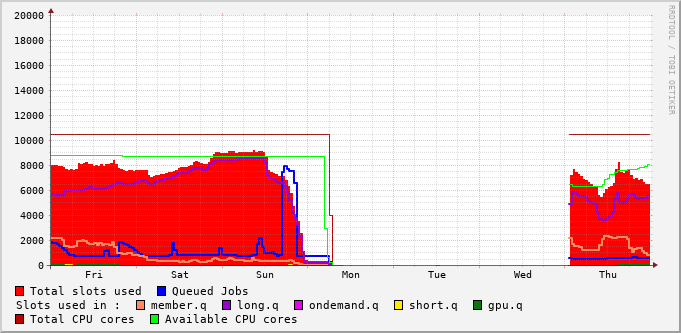 20000
18000
16000
14000
12000
10000
8000
6000
4000
2000
0
Fri Sat Sun Mon Tue Wed Thu
RRDTOOL / TOBI OETIKER
Total slots used Queued Jobs
Slots used in : member.q long.q ondemand.q short.q gpu.q
Total CPU cores Available CPU cores